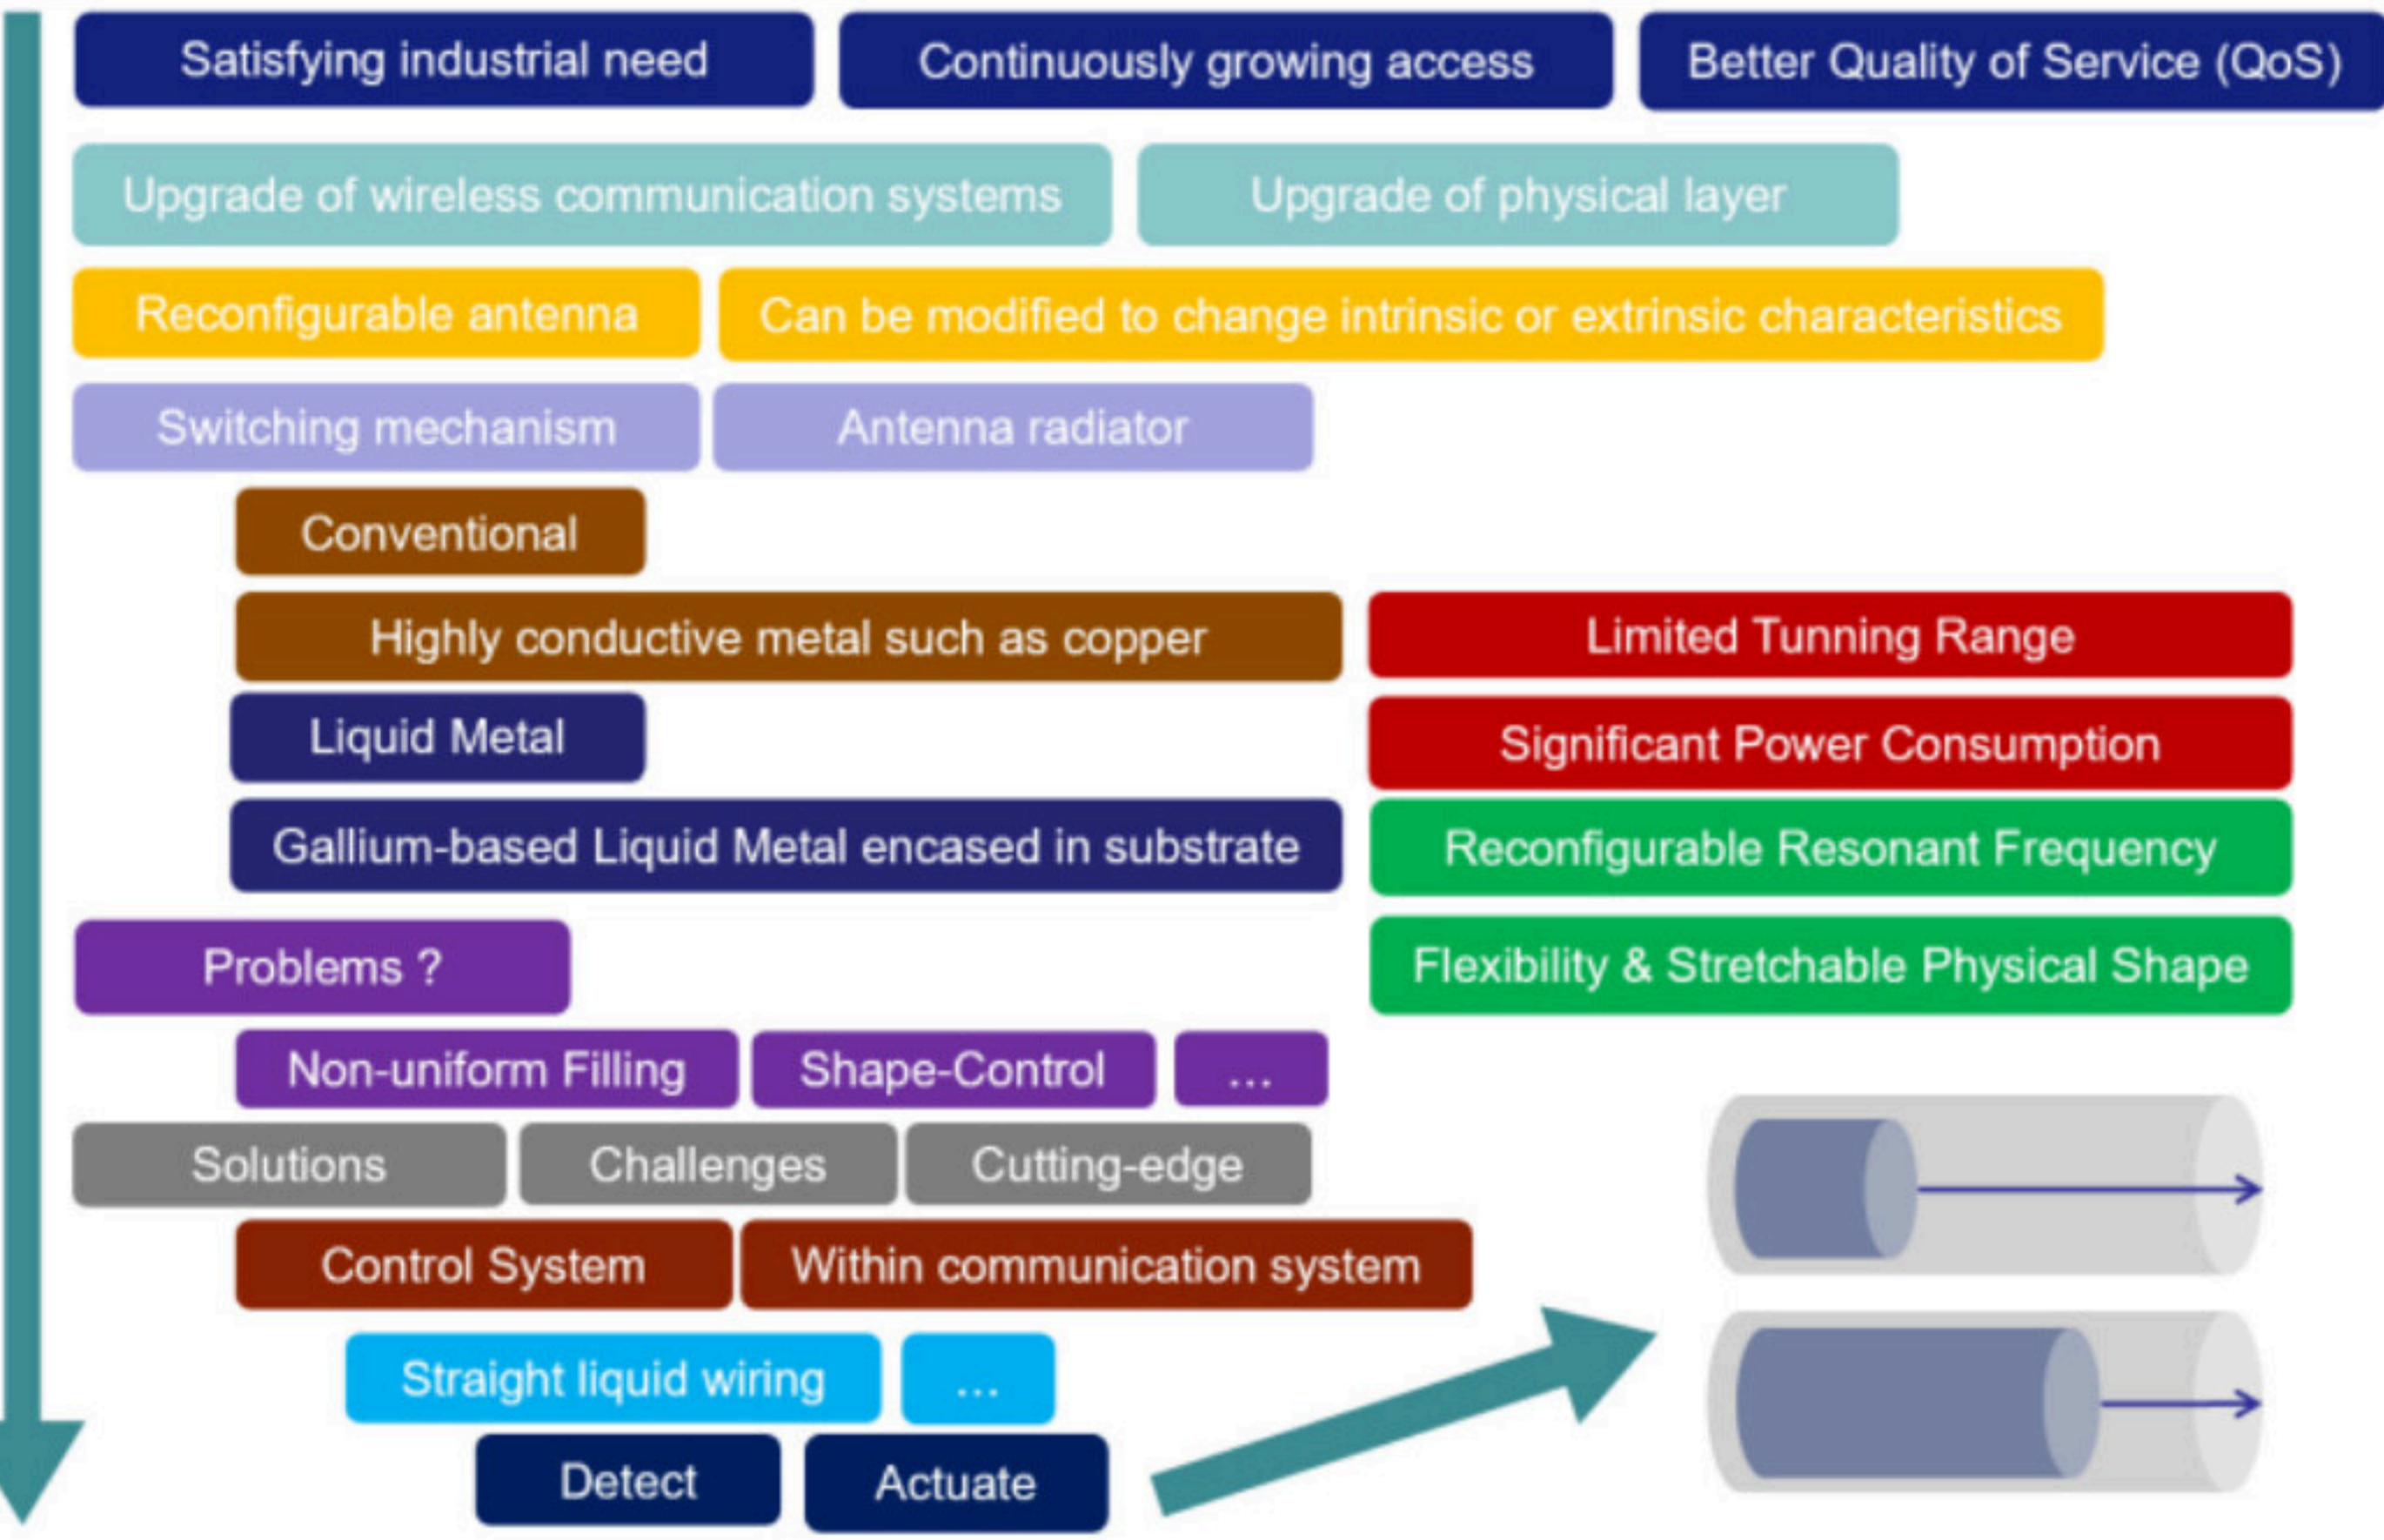 Satisfying industrial need
Continuously growing access
Better Quality of Service (QoS)
Upgrade of wireless communication systems
Upgrade of physical layer
Reconfigurable antenna
Can be modified to change intrinsic or extrinsic characteristics
Switching mechanism
Antenna radiator
Conventional
Highly conductive metal such as copper
Limited Tunning Range
Liquid Metal
Significant Power Consumption
Gallium-based Liquid Metal encased in substrate
Reconfigurable Resonant Frequency
Problems ?
Flexibility & Stretchable Physical Shape
Non-uniform Filling
Shape-Control
...
Solutions
Challenges
Cutting-edge
Control System
Within communication system
Straight liquid wiring
...
Detect
Actuate